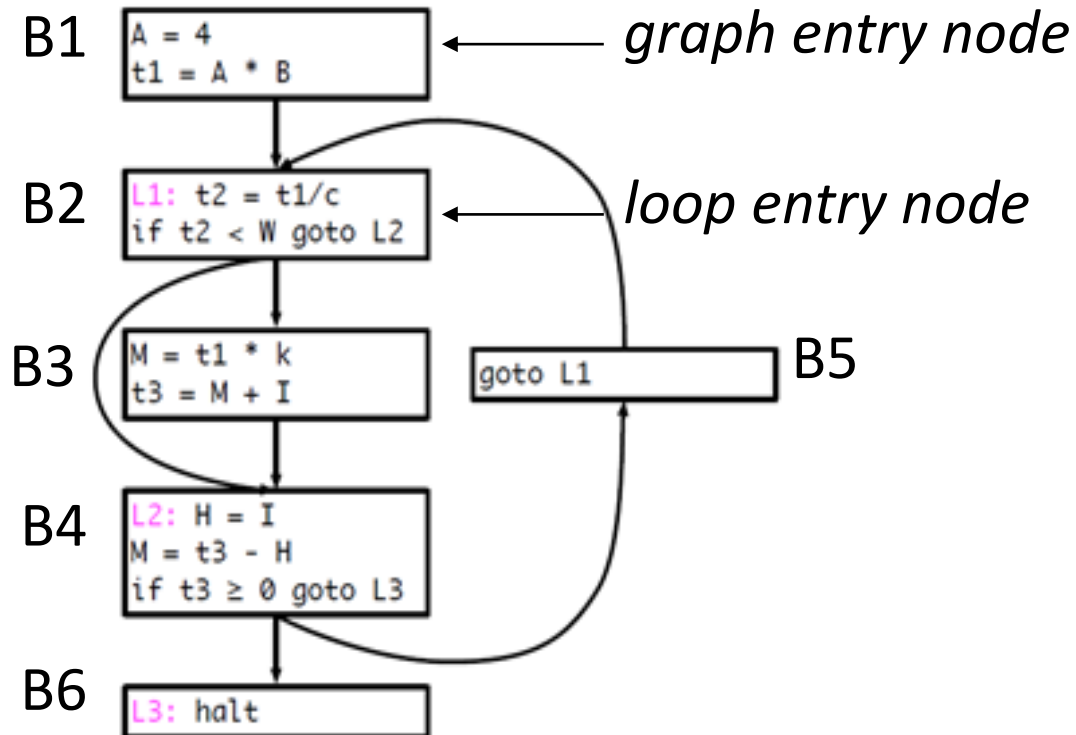 B1
A = 4
t1 = A * B
graph entry node
B2
L1: t2 = t1/c
if t2 < W goto L2
loop entry node
B3
M = t1 * k
t3 = M + I
goto L1
B5
B4
L2: H = I
M = t3 - H
if t3 ≥ 0 goto L3
B6
L3: halt